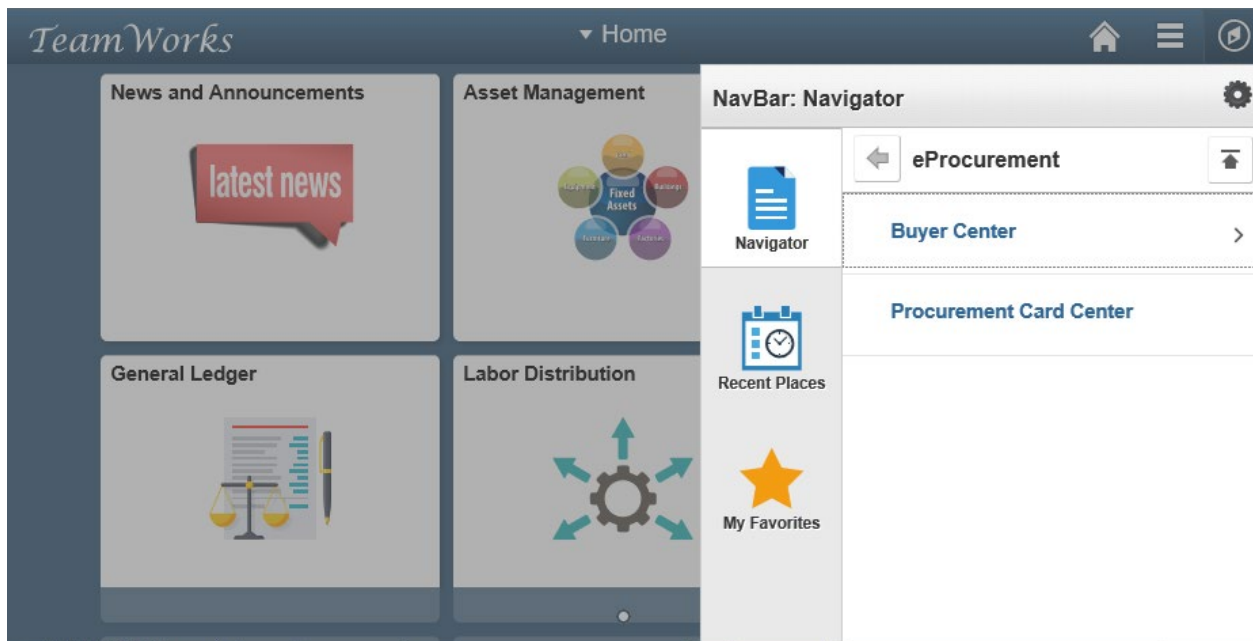 TeamWorks
Home
News and Announcements
latest news
Asset Management
Fixed
Assets
General Ledger
Labor Distribution
NavBar: Navigator
Navigator
Recent Places
My Favorites
eProcurement
Buyer Center
Procurement Card Center